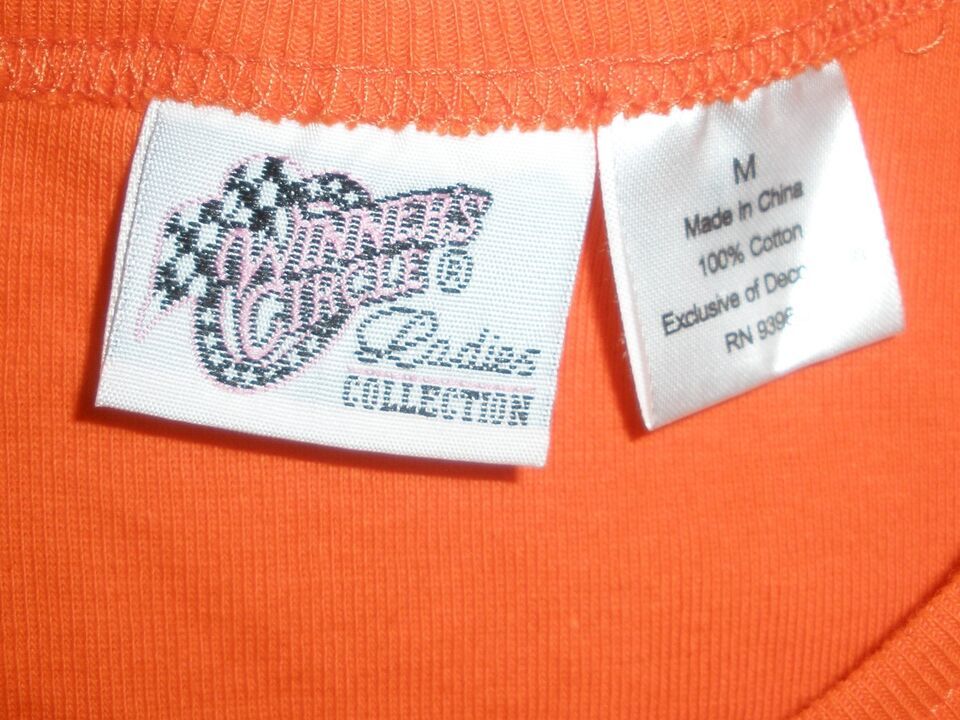 WINNER'S
CIRCLE ®
Ladies
COLLECTION
M
Made in China
100% Cotton
Exclusive of
RN